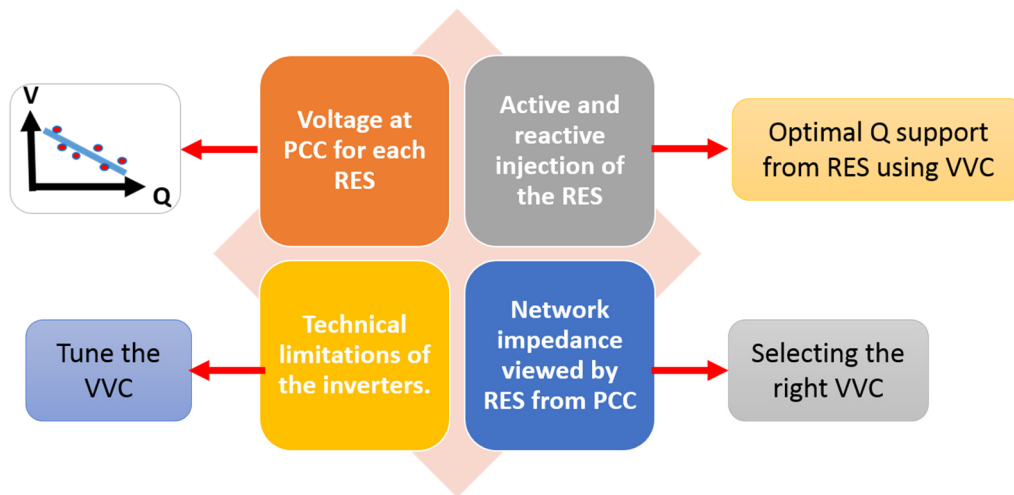 V
Q
Voltage at
PCC for each
RES
Active and
reactive
injection of
the RES
Optimal Q support
from RES using VVC
Tune the
VVC
Technical
limitations of
the inverters.
Network
impedance
viewed by
RES from PCC
Selecting the
right VVC